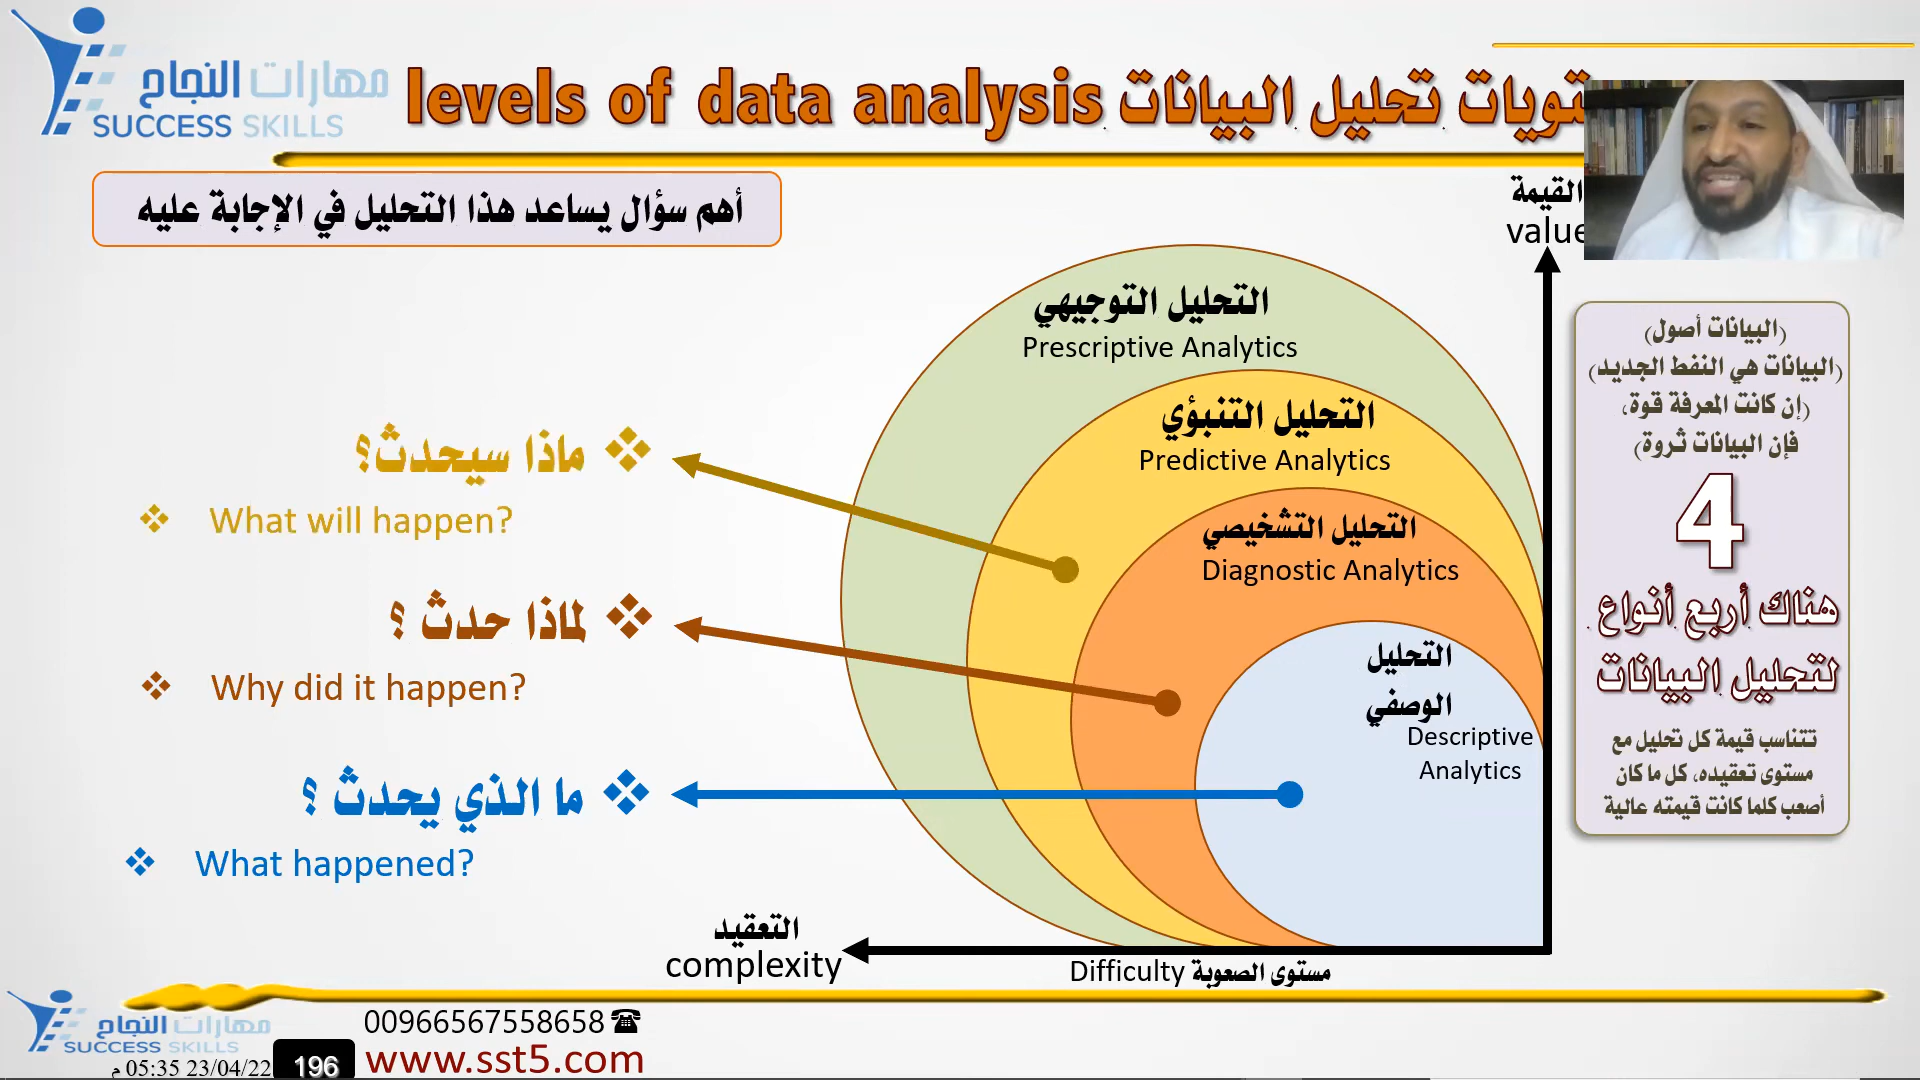 مهارات النجاح
SUCCESS SKILLS
تويات تحليل البيانات levels of data analysis
أهم سؤال يساعد هذا التحليل في الإجابة عليه
القيمة
value
التحليل التوجيهي
Prescriptive Analytics
التحليل التنبؤي
Predictive Analytics
التحليل التشخيصي
Diagnostic Analytics
التحليل
الوصفي
Descriptive
Analytics
❖ ماذا سيحدث؟
❖ What will happen?
❖ لماذا حدث ؟
❖ Why did it happen?
❖ ما الذي يحدث ؟
❖ What happened?
(البيانات أصول)
(البيانات هي النفط الجديد)
(إن كانت المعرفة قوة،
فإن البيانات ثروة)
4
هناك أربع أنواع
لتحليل البيانات
تتناسب قيمة كل تحليل مع
مستوى تعقيده، كل ما كان
أصعب كلما كانت قيمته عالية
التعقيد
complexity
مستوى الصعوبة Difficulty
مهارات النجاح
SUCCESS SKILLS
00966567558658 ☎
www.sst5.com
196
23/04/22 05:35 م